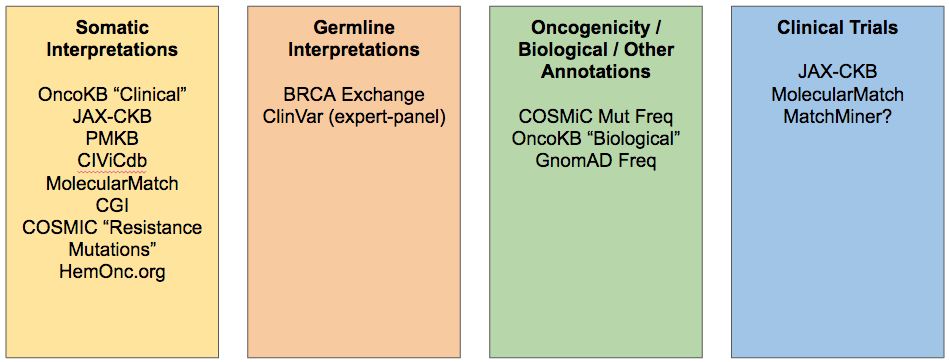 Somatic
Interpretations
OncoKB “Clinical”
JAX-CKB
PMKB
CIViCdb
MolecularMatch
CGI
COSMIC “Resistance
Mutations”
HemOnc.org
Germline
Interpretations
BRCA Exchange
ClinVar (expert-panel)
Oncogenicity /
Biological / Other
Annotations
COSMiC Mut Freq
OncoKB “Biological”
GnomAD Freq
Clinical Trials
JAX-CKB
MolecularMatch
MatchMiner?